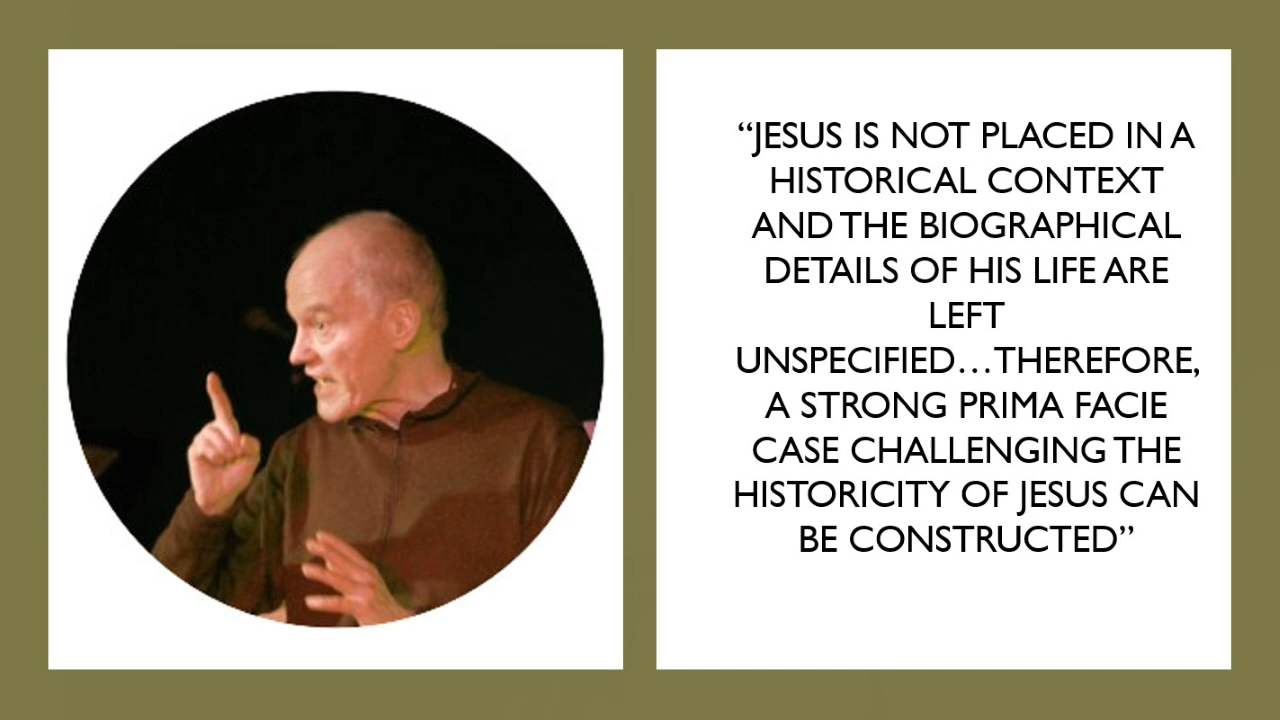 “JESUS IS NOT PLACED IN A
HISTORICAL CONTEXT
AND THE BIOGRAPHICAL
DETAILS OF HIS LIFE ARE
LEFT
UNSPECIFIED…THEREFORE,
A STRONG PRIMA FACIE
CASE CHALLENGING THE
HISTORICITY OF JESUS CAN
BE CONSTRUCTED”